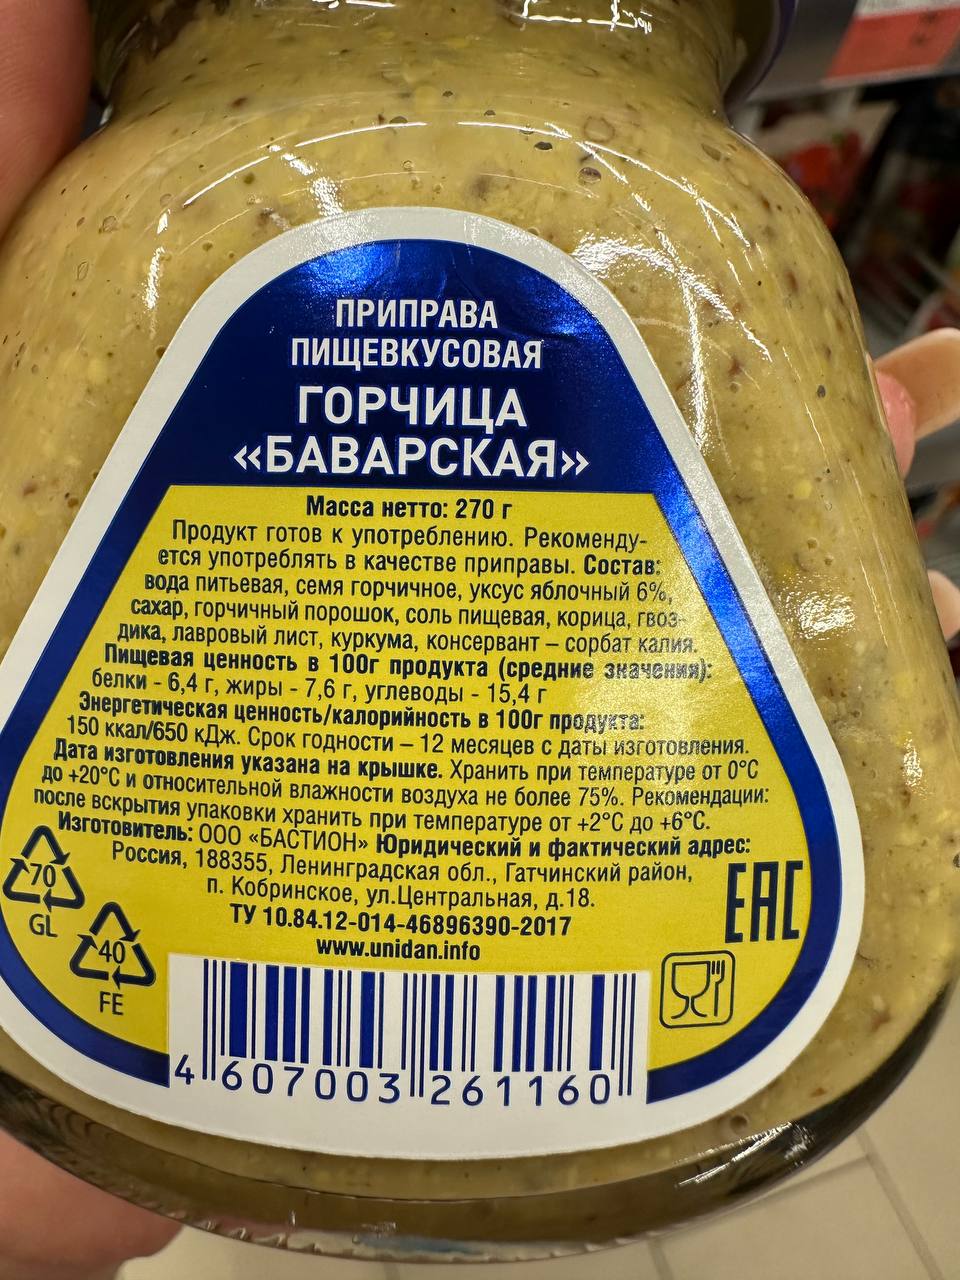 ПРИПРАВА
ПИЩЕВКУСОВАЯ
ГОРЧИЦА
«БАВАРСКАЯ»
Масса нетто: 270 г
Продукт готов к употреблению. Рекоменду-
ется употреблять в качестве приправы. Состав:
вода питьевая, семя горчичное, уксус яблочный 6%,
сахар, горчичный порошок, соль пищевая, корица, гвоз-
дика, лавровый лист, куркума, консервант – сорбат калия.
Пищевая ценность в 100г продукта (средние значения):
белки - 6,4 г, жиры - 7,6 г, углеводы - 15,4 г
Энергетическая ценность/калорийность в 100г продукта:
150 ккал/650 кДж. Срок годности – 12 месяцев с даты изготовления.
Дата изготовления указана на крышке. Хранить при температуре от 0°С
до +20°С и относительной влажности воздуха не более 75%. Рекомендации:
после вскрытия упаковки хранить при температуре от +2°С до +6°С.
Изготовитель: ООО «БАСТИОН» Юридический и фактический адрес:
Россия, 188355, Ленинградская обл., Гатчинский район,
п. Кобринское, ул.Центральная, д.18.
ТУ 10.84.12-014-46896390-2017
www.unidan.info
70
GL
40
FE
EAC
4 607003 261160